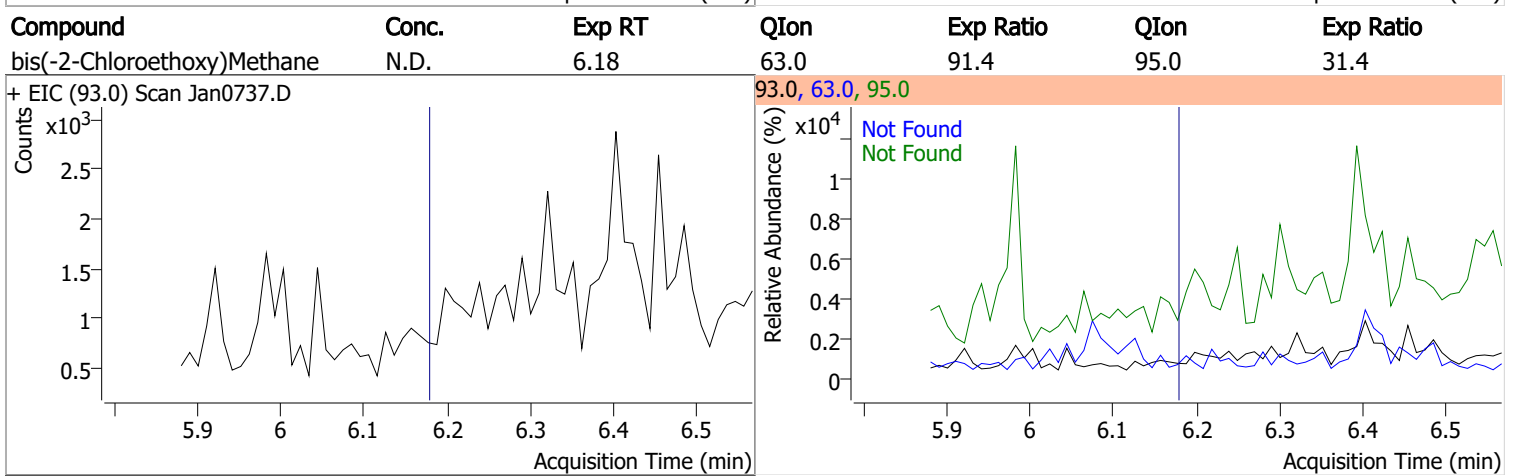 (min) (min)
Compound Conc. Exp RT QIon Exp Ratio QIon Exp Ratio
bis(-2-Chloroethoxy)Methane N.D. 6.18 63.0 91.4 95.0 31.4
+ EIC (93.0) Scan Jan0737.D
Counts
x10³
2.5
2
1.5
1
0.5
5.9 6 6.1 6.2 6.3 6.4 6.5
Acquisition Time (min)
93.0, 63.0, 95.0
Relative Abundance (%)
x10⁴
Not Found
Not Found
1
0.8
0.6
0.4
0.2
0
5.9 6 6.1 6.2 6.3 6.4 6.5
Acquisition Time (min)